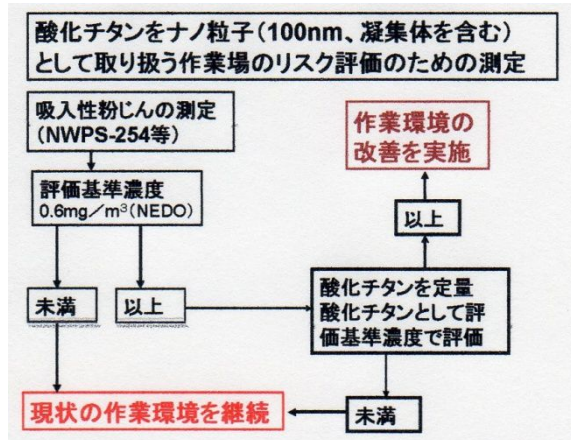 酸化チタンをナノ粒子（100nm、凝集体を含む）
として取り扱う作業場のリスク評価のための測定
吸入性粉じんの測定
（NWPS-254等）
評価基準濃度
0.6mg／m³（NEDO）
未満
以上
酸化チタンを定量
酸化チタンとして評
価基準濃度で評価
以上
作業環境の
改善を実施
未満
現状の作業環境を継続